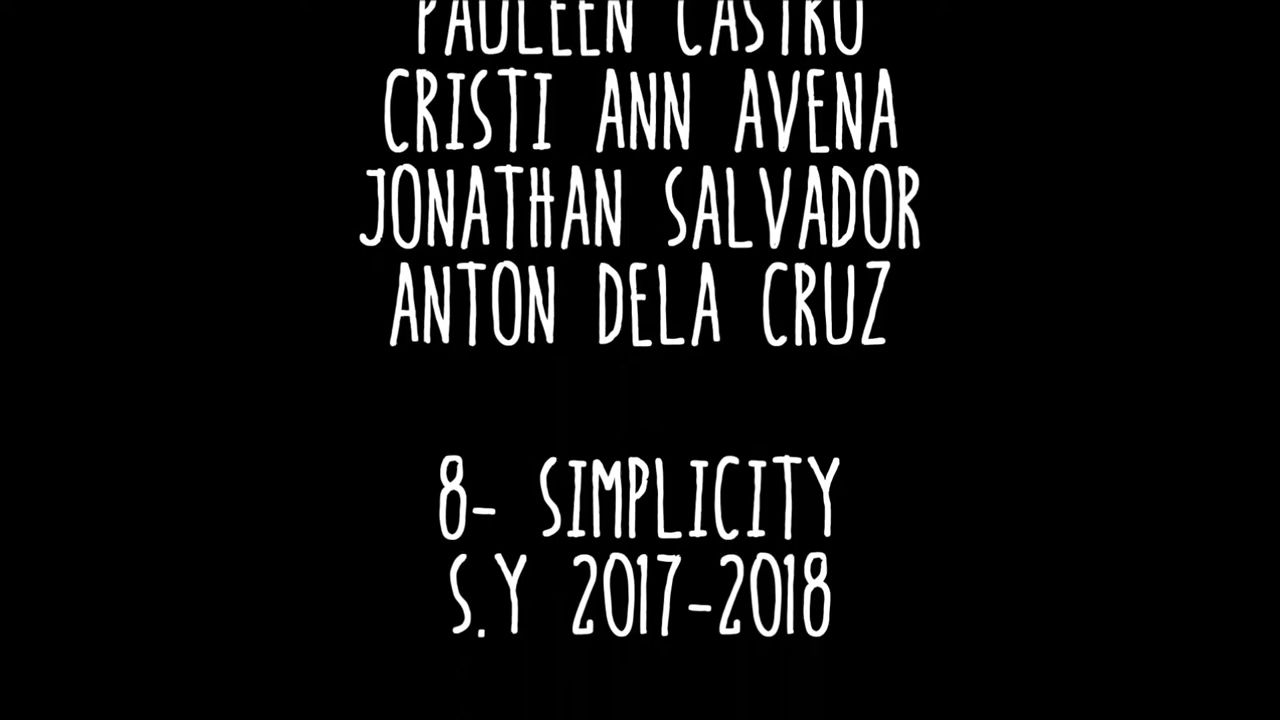 PAULEEN CASTRO
CRISTI ANN AVENA
JONATHAN SALVADOR
ANTON DELA CRUZ
8- SIMPLICITY
S.Y 2017-2018